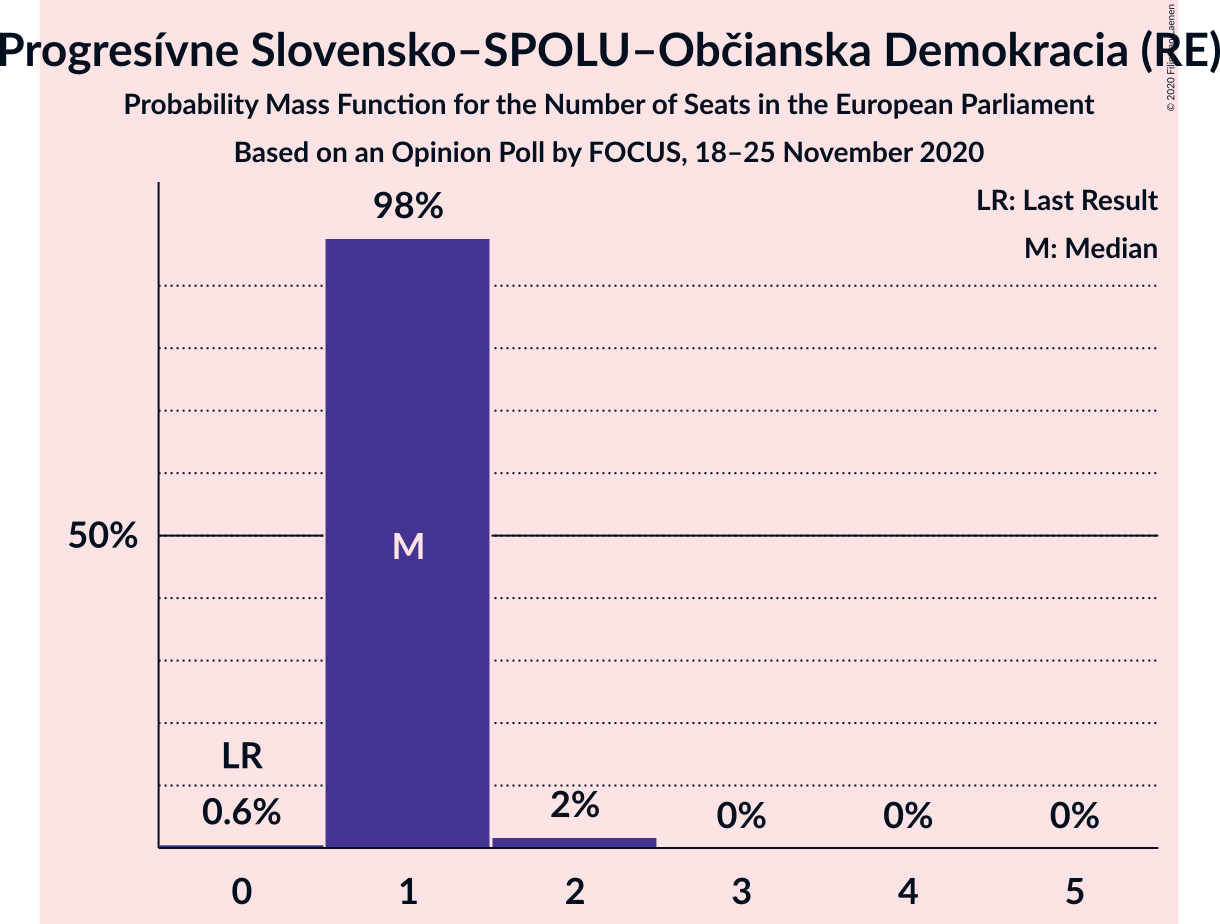 Progresívne Slovensko–SPOLU–Občianska Demokracia (RE)
Probability Mass Function for the Number of Seats in the European Parliament
Based on an Opinion Poll by FOCUS, 18–25 November 2020
© 2020 Filip van Laenen
LR: Last Result
M: Median
98%
50%
M
LR
0.6%
2%
0%
0%
0%
0
1
2
3
4
5